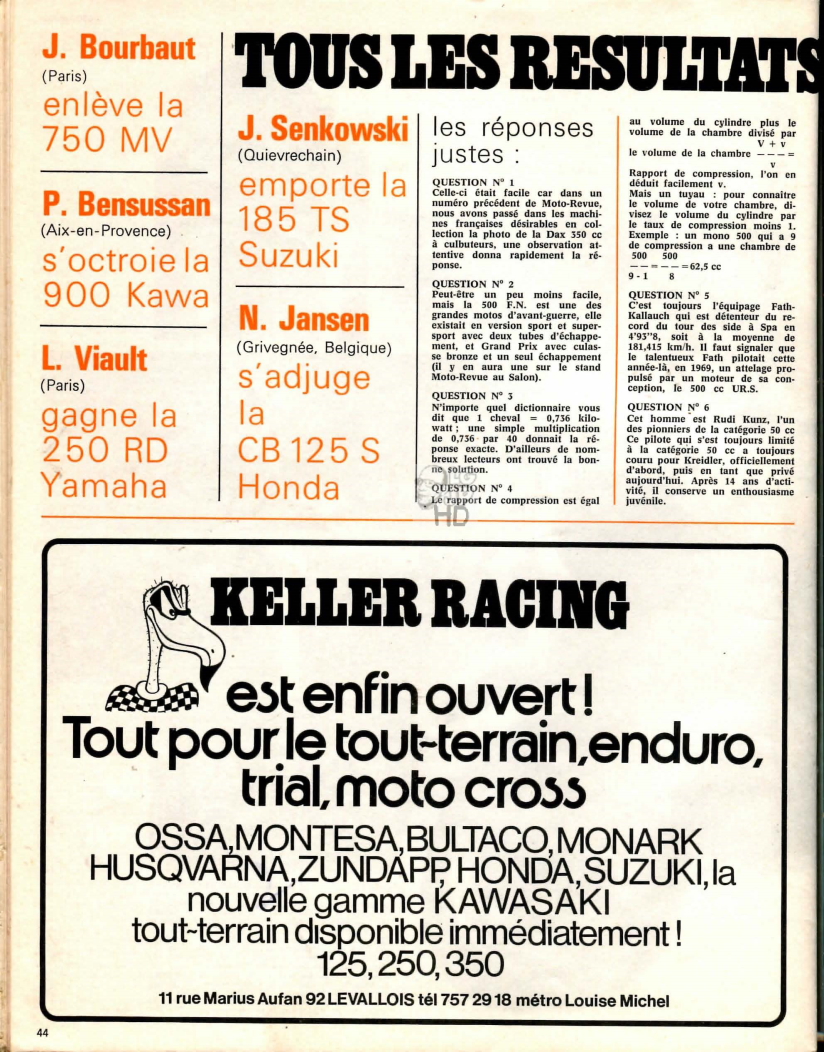 TOUS LES RESULTATS
J. Bourbaut
(Paris)
enlève la
750 MV
P. Bensussan
(Aix-en-Provence)
s'octroie la
900 Kawa
L. Viault
(Paris)
gagne la
250 RD
Yamaha
J. Senkowski
(Quievrechain)
emporte la
185 TS
Suzuki
N. Jansen
(Grivegnée, Belgique)
s'adjuge
la
CB 125 S
Honda
les réponses
justes :
QUESTION N° 1
Celle-ci était facile car dans un
numéro précédent de Moto-Revue,
nous avons passé dans les machi-
nes françaises désirables en col-
lection la photo de la Dax 350 cc
à culbuteurs, une observation at-
tentive donna rapidement la ré-
ponse.
QUESTION N° 2
Peut-être un peu moins facile,
mais la 500 F.N. est une des
grandes motos d'avant-guerre, elle
existait en version sport et super-
sport avec deux tubes d'échappe-
ment, et Grand Prix avec culas-
se bronze et un seul échappement
(il y en aura une sur le stand
Moto-Revue au Salon).
QUESTION N° 3
N'importe quel dictionnaire vous
dit que 1 cheval = 0,736 kilo-
watt ; une simple multiplication
de 0,736 par 40 donnait la ré-
ponse exacte. D'ailleurs de nom-
breux lecteurs ont trouvé la bon-
ne solution.
QUESTION N° 4
Le rapport de compression est égal
au volume du cylindre plus le
volume de la chambre divisé par
V + v
le volume de la chambre - - - =
v
Rapport de compression, l'on en
déduit facilement v.
Mais un tuyau : pour connaître
le volume de votre chambre, di-
visez le volume du cylindre par
le taux de compression moins 1.
Exemple : un mono 500 qui a 9
de compression a une chambre de
500 500
- - = - - = 62,5 cc
9 - 1 8
QUESTION N° 5
C'est toujours l'équipage Fath-
Kallauch qui est détenteur du re-
cord du tour des side à Spa en
4'93"8, soit à la moyenne de
181,415 km/h. Il faut signaler que
le talentueux Fath pilotait cette
année-là, en 1969, un attelage pro-
pulsé par un moteur de sa con-
ception, le 500 cc UR.S.
QUESTION N° 6
Cet homme est Rudi Kunz, l'un
des pionniers de la catégorie 50 cc
Ce pilote qui s'est toujours limité
à la catégorie 50 cc a toujours
couru pour Kreidler, officiellement
d'abord, puis en tant que privé
aujourd'hui. Après 14 ans d'acti-
vité, il conserve un enthousiasme
juvénile.
HD
KELLER RACING
est enfin ouvert !
Tout pour le tout-terrain, enduro,
trial, moto cross
OSSA, MONTESA, BULTACO, MONARK
HUSQVARNA, ZUNDAPP, HONDA, SUZUKI, la
nouvelle gamme KAWASAKI
tout-terrain disponible immédiatement !
125, 250, 350
11 rue Marius Aufan 92 LEVALLOIS tél 757 29 18 métro Louise Michel
44